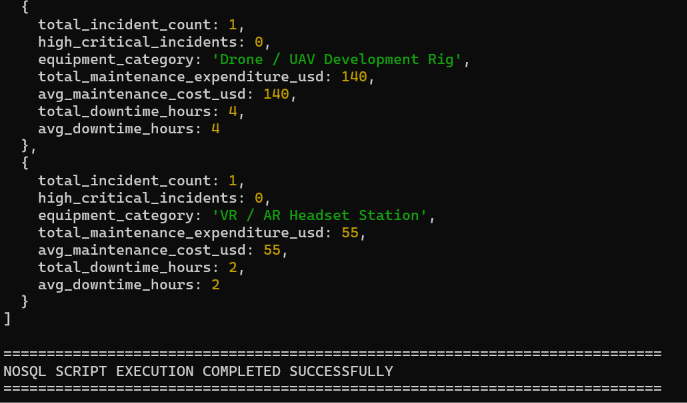 {
total_incident_count: 1,
high_critical_incidents: 0,
equipment_category: 'Drone / UAV Development Rig',
total_maintenance_expenditure_usd: 140,
avg_maintenance_cost_usd: 140,
total_downtime_hours: 4,
avg_downtime_hours: 4
},
{
total_incident_count: 1,
high_critical_incidents: 0,
equipment_category: 'VR / AR Headset Station',
total_maintenance_expenditure_usd: 55,
avg_maintenance_cost_usd: 55,
total_downtime_hours: 2,
avg_downtime_hours: 2
}
]
============================================================================
NOSQL SCRIPT EXECUTION COMPLETED SUCCESSFULLY
============================================================================